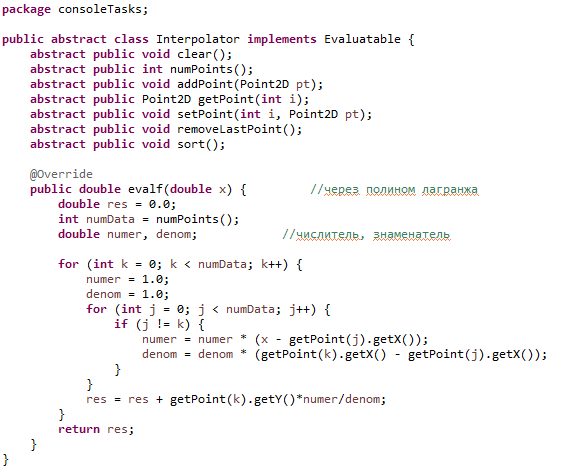 package consoleTasks;
public abstract class Interpolator implements Evaluatable {
abstract public void clear();
abstract public int numPoints();
abstract public void addPoint(Point2D pt);
abstract public Point2D getPoint(int i);
abstract public void setPoint(int i, Point2D pt);
abstract public void removeLastPoint();
abstract public void sort();
@Override
public double evalf(double x) { //через полином лагранжа
double res = 0.0;
int numData = numPoints();
double numer, denom; //числитель, знаменатель
for (int k = 0; k < numData; k++) {
numer = 1.0;
denom = 1.0;
for (int j = 0; j < numData; j++) {
if (j != k) {
numer = numer * (x - getPoint(j).getX());
denom = denom * (getPoint(k).getX() - getPoint(j).getX());
}
}
res = res + getPoint(k).getY()*numer/denom;
}
return res;
}
}